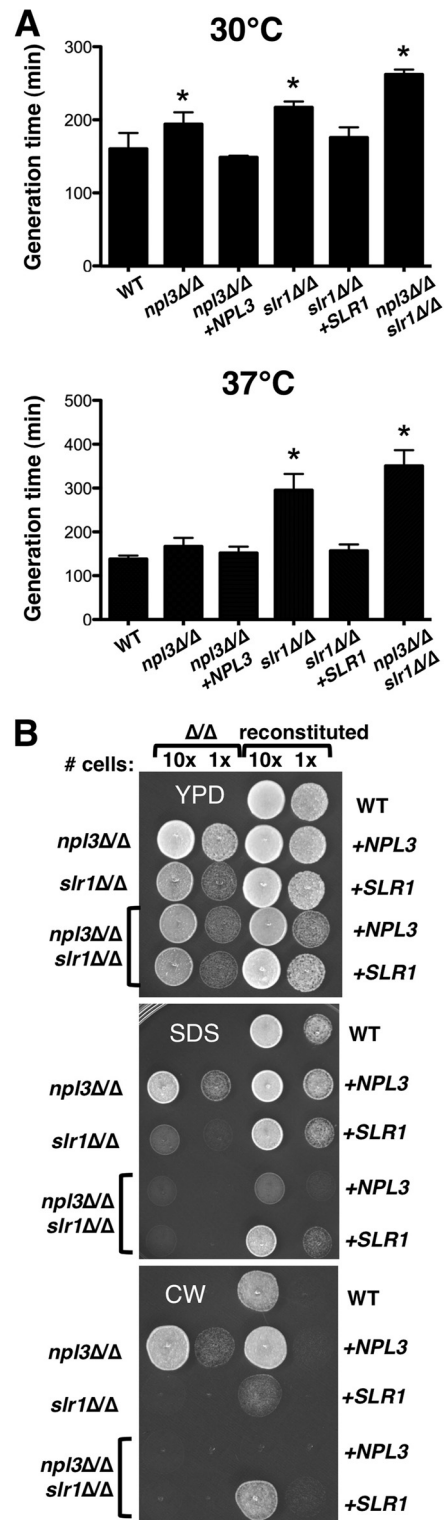 A
30°C
Generation time (min)
300
200
100
0
*
*
*
WT
npl3Δ/Δ
npl3Δ/Δ
+NPL3
slr1Δ/Δ
slr1Δ/Δ
+SLR1
npl3Δ/Δ
slr1Δ/Δ
37°C
Generation time (min)
500
400
300
200
100
0
*
*
WT
npl3Δ/Δ
npl3Δ/Δ
+NPL3
slr1Δ/Δ
slr1Δ/Δ
+SLR1
npl3Δ/Δ
slr1Δ/Δ
B
Δ/Δ reconstituted
# cells: 10x 1x 10x 1x
YPD
WT
npl3Δ/Δ +NPL3
slr1Δ/Δ +SLR1
npl3Δ/Δ +NPL3
slr1Δ/Δ +SLR1
SDS
WT
npl3Δ/Δ +NPL3
slr1Δ/Δ +SLR1
npl3Δ/Δ +NPL3
slr1Δ/Δ +SLR1
CW
WT
npl3Δ/Δ +NPL3
slr1Δ/Δ +SLR1
npl3Δ/Δ +NPL3
slr1Δ/Δ +SLR1